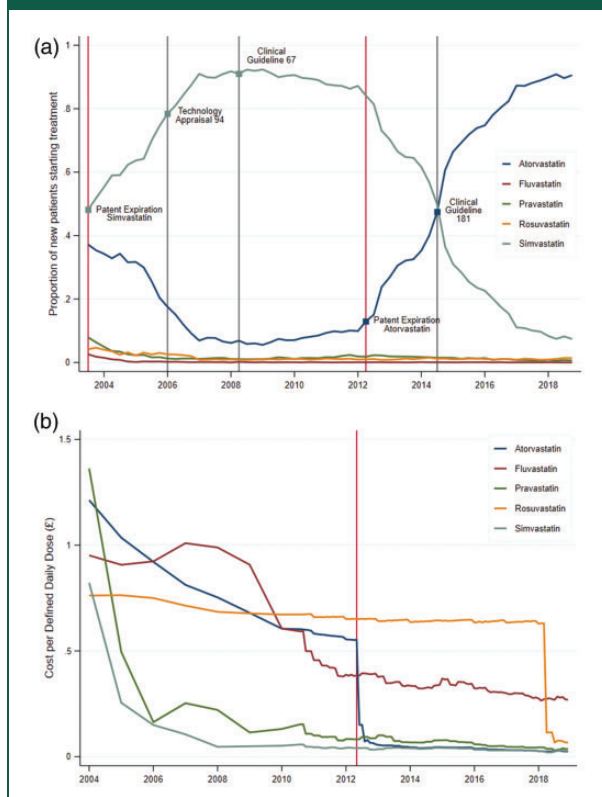 (a)
1
.8
.6
.4
.2
0
Proportion of new patients starting treatment
Clinical
Guideline 67
Technology
Appraisal 94
Patent Expiration
Simvastatin
Clinical
Guideline
181
Patent Expiration
Atorvastatin
Atorvastatin
Fluvastatin
Pravastatin
Rosuvastatin
Simvastatin
2004 2006 2008 2010 2012 2014 2016 2018
(b)
1.5
1
.5
0
Cost per Defined Daily Dose (£)
Atorvastatin
Fluvastatin
Pravastatin
Rosuvastatin
Simvastatin
2004 2006 2008 2010 2012 2014 2016 2018